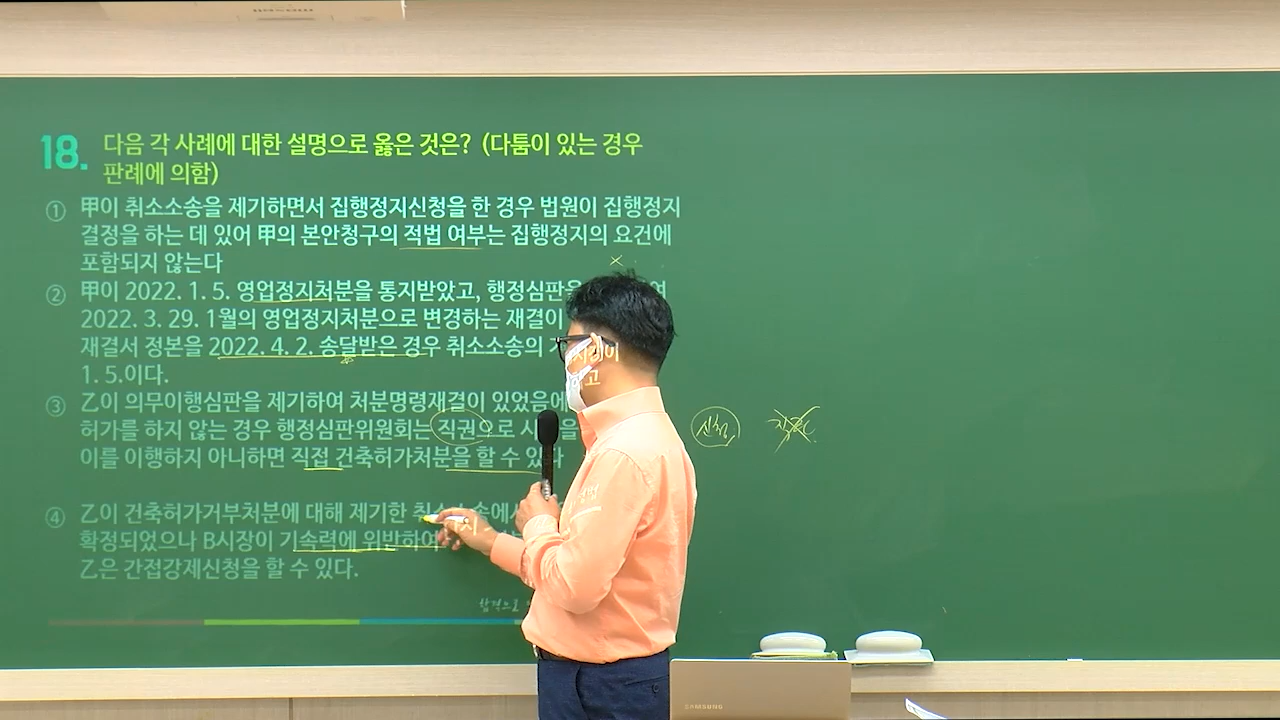 18. 다음 각 사례에 대한 설명으로 옳은 것은? (다툼이 있는 경우
판례에 의함)
① 甲이 취소소송을 제기하면서 집행정지신청을 한 경우 법원이 집행정지
결정을 하는 데 있어 甲의 본안청구의 적법 여부는 집행정지의 요건에
포함되지 않는다
② 甲이 2022. 1. 5. 영업정지처분을 통지받았고, 행정심판을
2022. 3. 29. 1월의 영업정지처분으로 변경하는 재결이
재결서 정본을 2022. 4. 2. 송달받은 경우 취소소송의
1. 5.이다.
③ 乙이 의무이행심판을 제기하여 처분명령재결이 있었음에
허가를 하지 않는 경우 행정심판위원회는 직권으로
신청
이를 이행하지 아니하면 직접 건축허가처분을 할 수 있다
④ 乙이 건축허가거부처분에 대해 제기한
확정되었으나 B시장이 기속력에 위반하여
乙은 간접강제신청을 할 수 있다.
합격으로
SAMSUNG